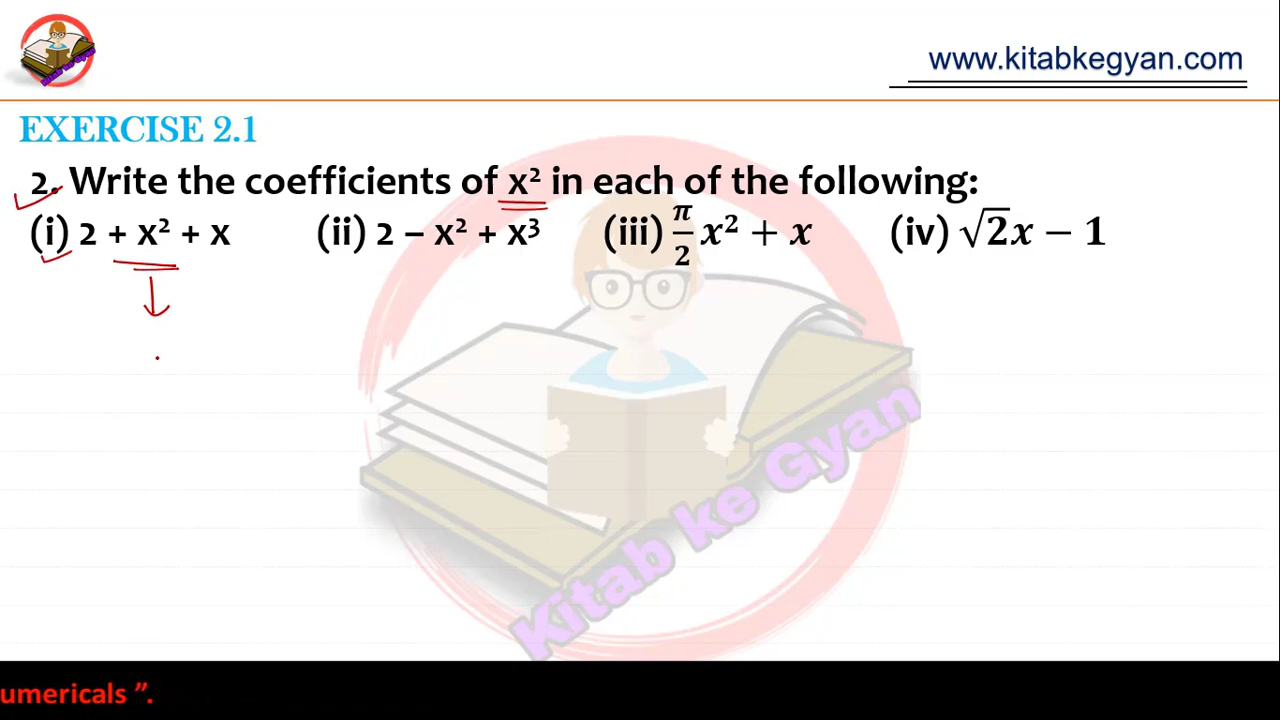 www.kitabkegyan.com
EXERCISE 2.1
2. Write the coefficients of x² in each of the following:
(i) 2 + x² + x (ii) 2 – x² + x³ (iii) π/2 x² + x (iv) √2x − 1
Kitab ke Gyan
umericals ”.